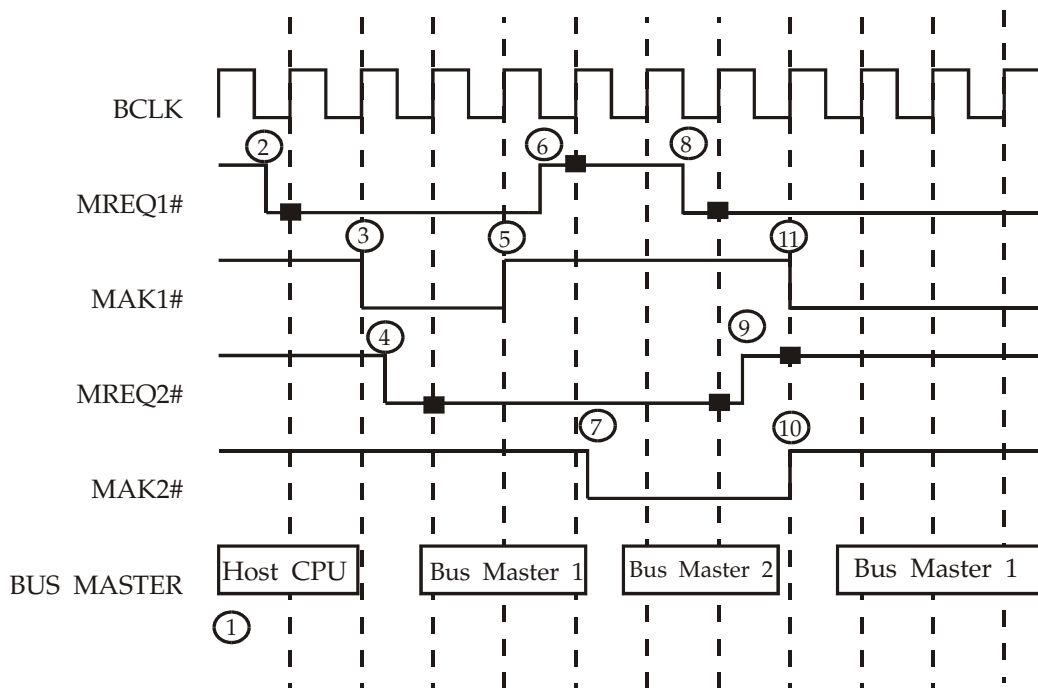 BCLK
2
6
8
MREQ1#
3
5
11
MAK1#
4
9
MREQ2#
7
10
MAK2#
BUS MASTER
Host CPU
Bus Master 1
Bus Master 2
Bus Master 1
1